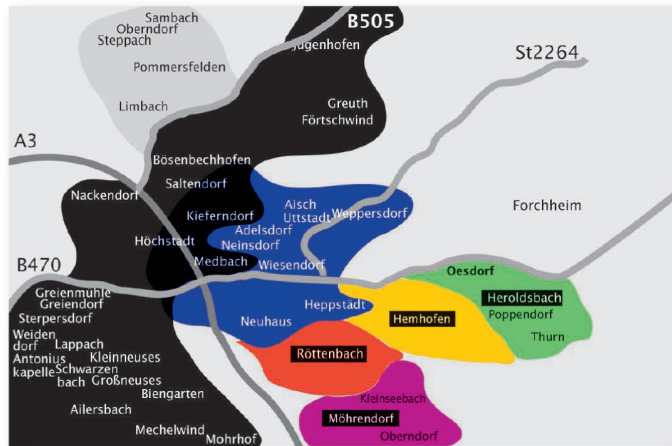 Sambach
Oberndorf
Steppach
B505
Jugenhofen
St2264
Pommersfelden
Limbach
Greuth
Förtschwind
A3
Bösenbechhofen
Saltendorf
Nackendorf
Kieferndorf
Aisch
Uttstadt
Weppersdorf
Forchheim
Adelsdorf
Höchstadt
Neinsdorf
Medbach
Wiesendorf
B470
Oesdorf
Greienmühle
Greiendorf
Heppstädt
Heroldsbach
Sterpersdorf
Neuhaus
Hemhofen
Poppendorf
Weiden
dorf
Lappach
Thurn
Antonius
kapelle
Kleinneuses
Röttenbach
Schwarzen
bach
Großneuses
Biengarten
Kleinseebach
Ailersbach
Möhrendorf
Mechelwind
Mohrhof
Oberndorf